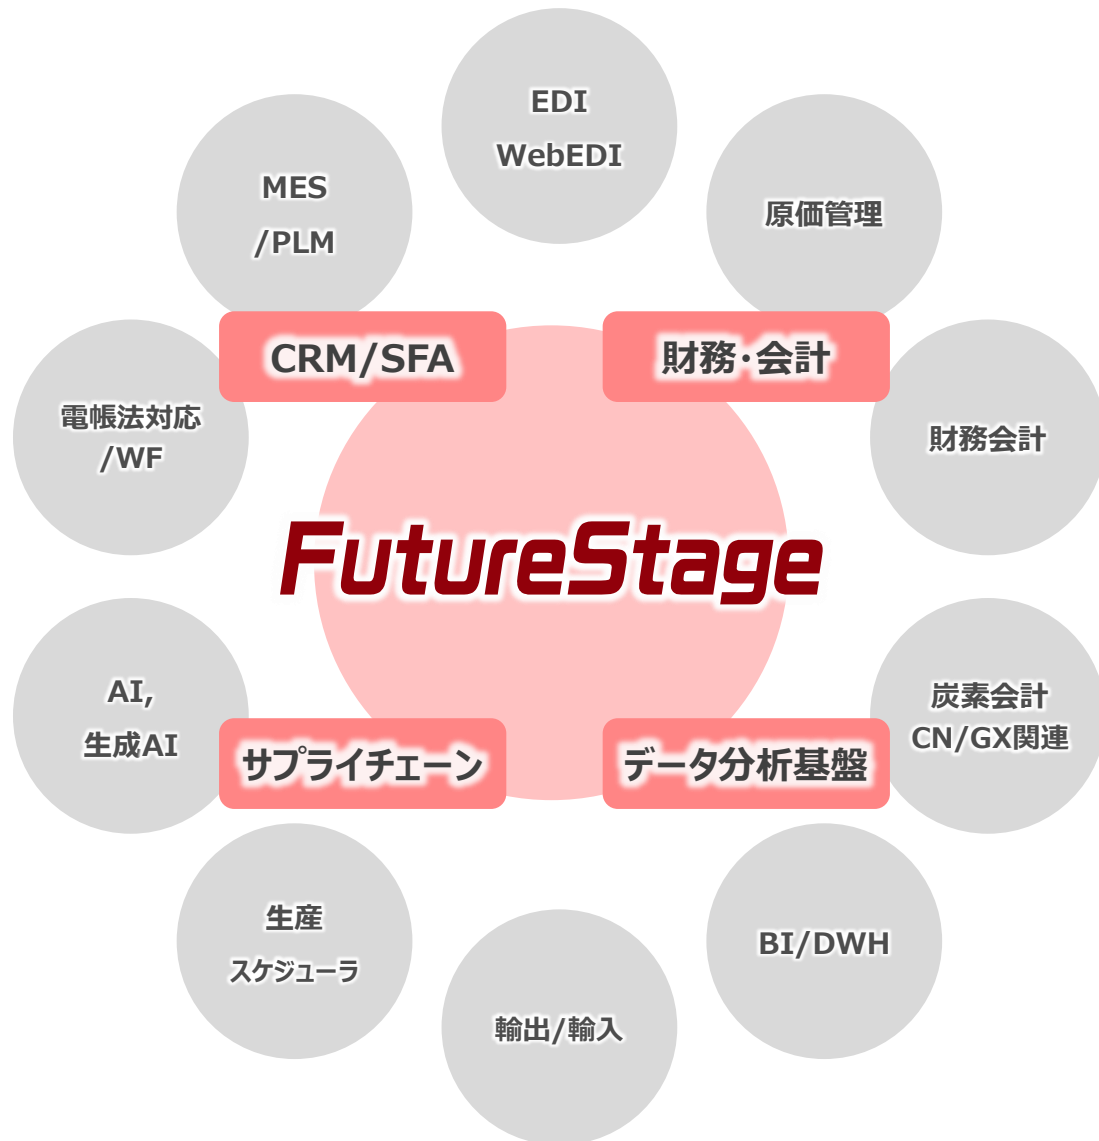 EDI
WebEDI
MES
/PLM
原価管理
CRM/SFA
財務・会計
電帳法対応
/WF
財務会計
FutureStage
AI,
生成AI
炭素会計
CN/GX関連
サプライチェーン
データ分析基盤
生産
スケジューラ
BI/DWH
輸出/輸入